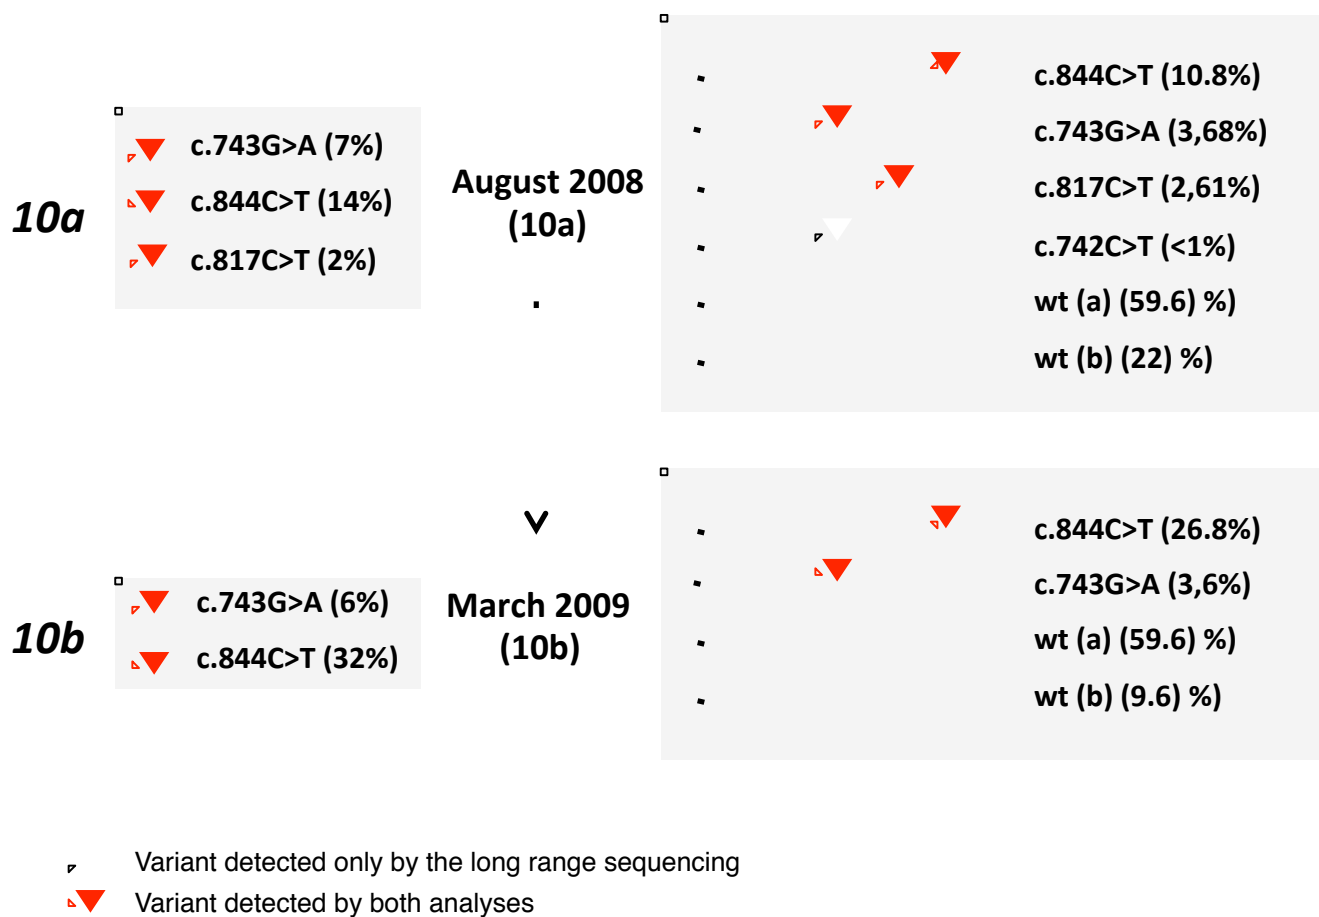 10a
c.743G>A (7%)
c.844C>T (14%)
c.817C>T (2%)
August 2008
(10a)
c.844C>T (10.8%)
c.743G>A (3,68%)
c.817C>T (2,61%)
c.742C>T (<1%)
wt (a) (59.6) %)
wt (b) (22) %)
10b
c.743G>A (6%)
c.844C>T (32%)
March 2009
(10b)
c.844C>T (26.8%)
c.743G>A (3,6%)
wt (a) (59.6) %)
wt (b) (9.6) %)
Variant detected only by the long range sequencing
Variant detected by both analyses